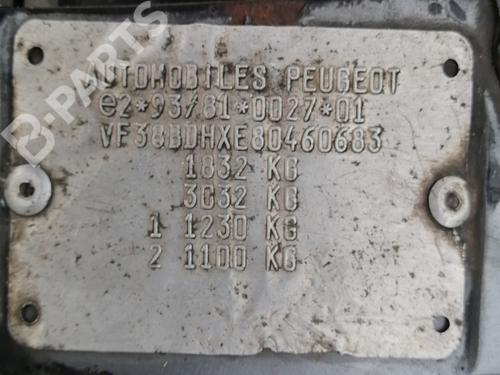 B-PARTS
AUTOMOBILES PEUGEOT
e2*93/81*0027*01
VF38BDHXE80460683
1832 KG
3032 KG
1 1230 KG
2 1100 KG